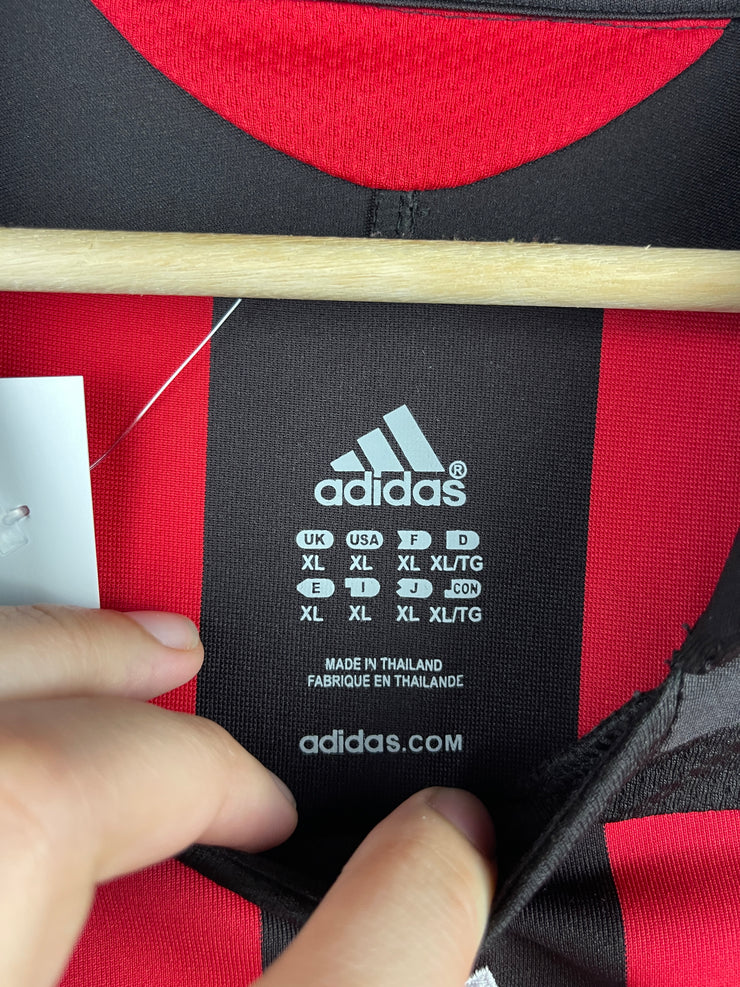 adidas®
UK USA F D
XL XL XL XL/TG
E I J CON
XL XL XL XL/TG
MADE IN THAILAND
FABRIQUE EN THAILANDE
adidas.COM